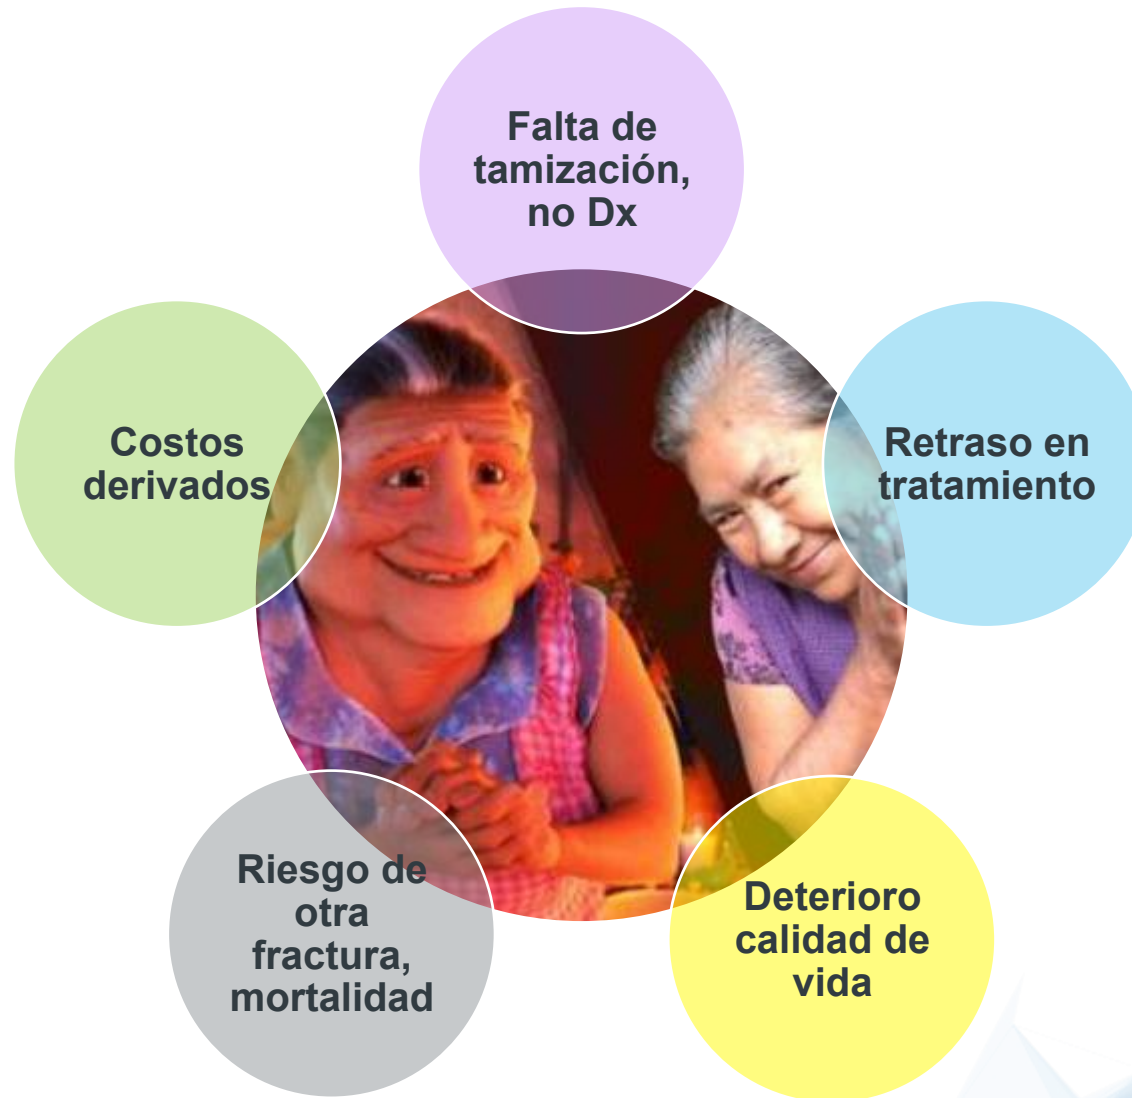 Falta de
tamización,
no Dx
Costos
derivados
Retraso en
tratamiento
Riesgo de
otra
fractura,
mortalidad
Deterioro
calidad de
vida